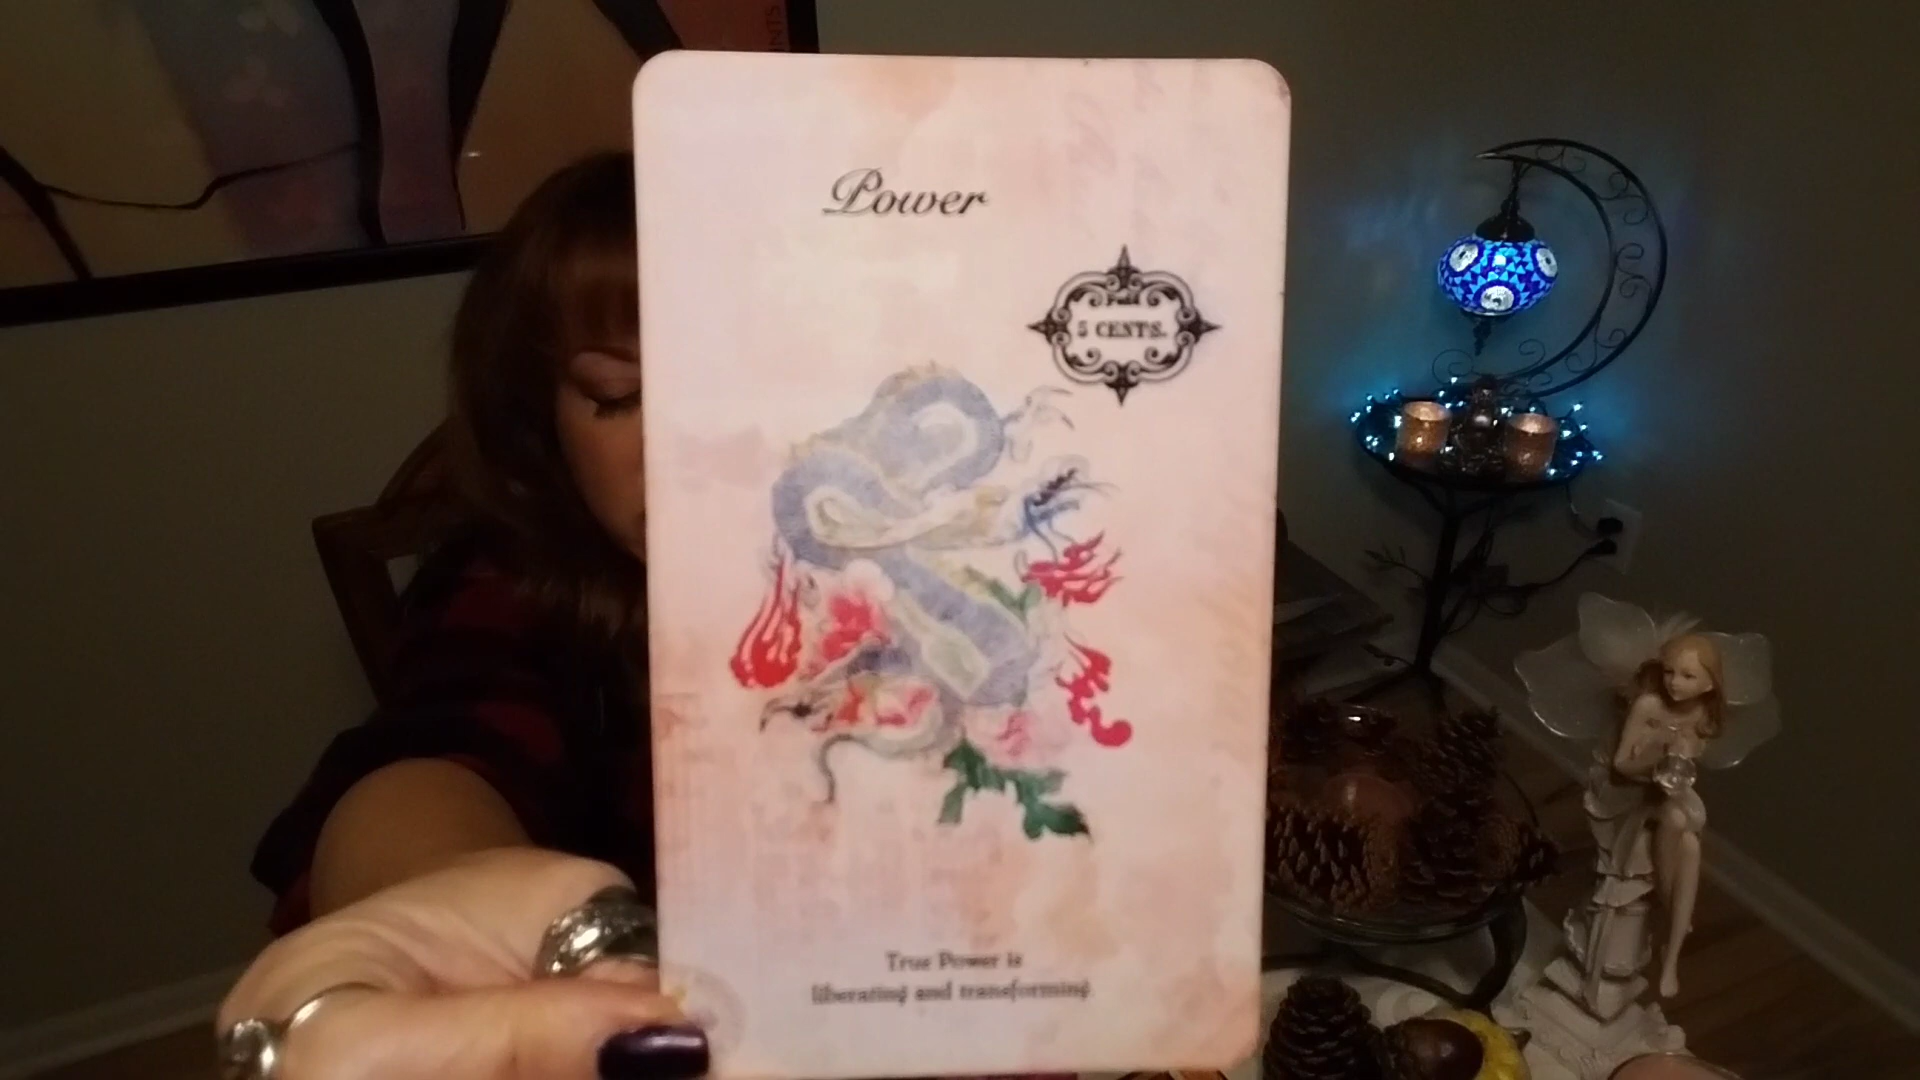 Power
5 CENTS.
True Power is
liberating and transforming.